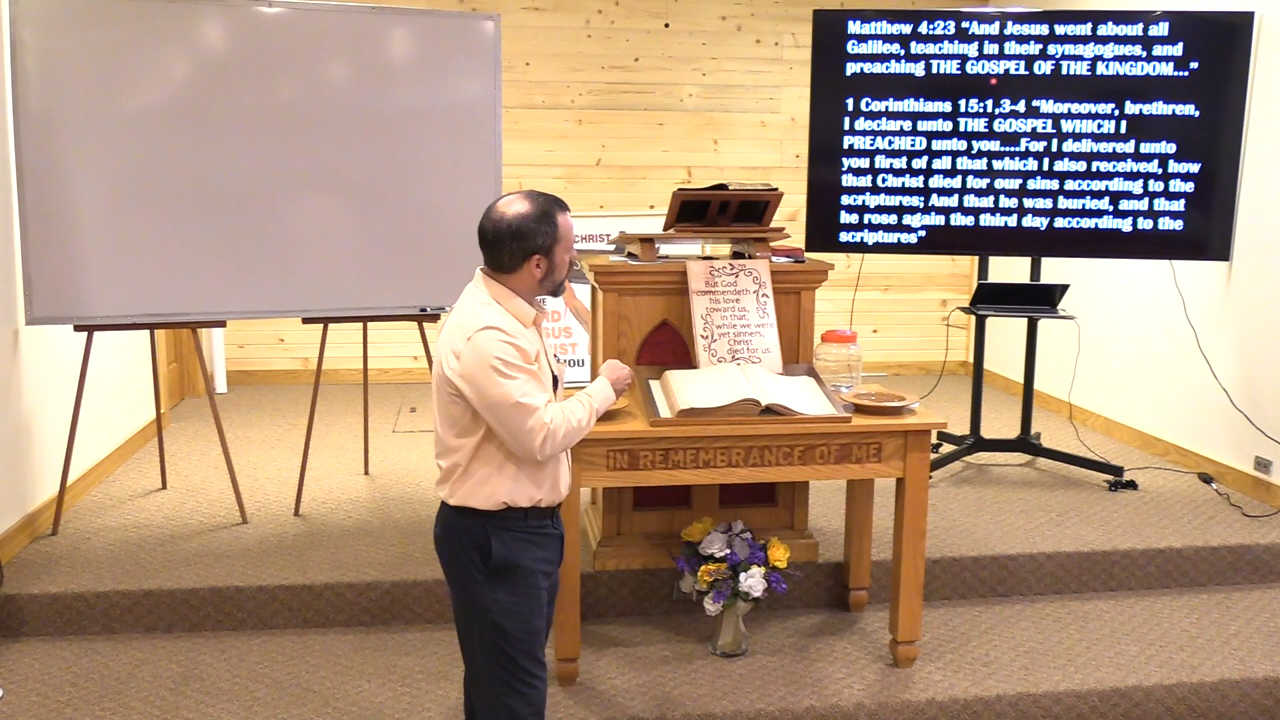 Matthew 4:23 “And Jesus went about all
Galilee, teaching in their synagogues, and
preaching THE GOSPEL OF THE KINGDOM...”
1 Corinthians 15:1,3-4 “Moreover, brethren,
I declare unto THE GOSPEL WHICH I
PREACHED unto you....For I delivered unto
you first of all that which I also received, how
that Christ died for our sins according to the
scriptures; And that he was buried, and that
he rose again the third day according to the
scriptures”
CHRIST
But God
commendeth
his love
toward us,
in that,
while we were
yet sinners,
Christ
died for us.
IN REMEMBRANCE OF ME